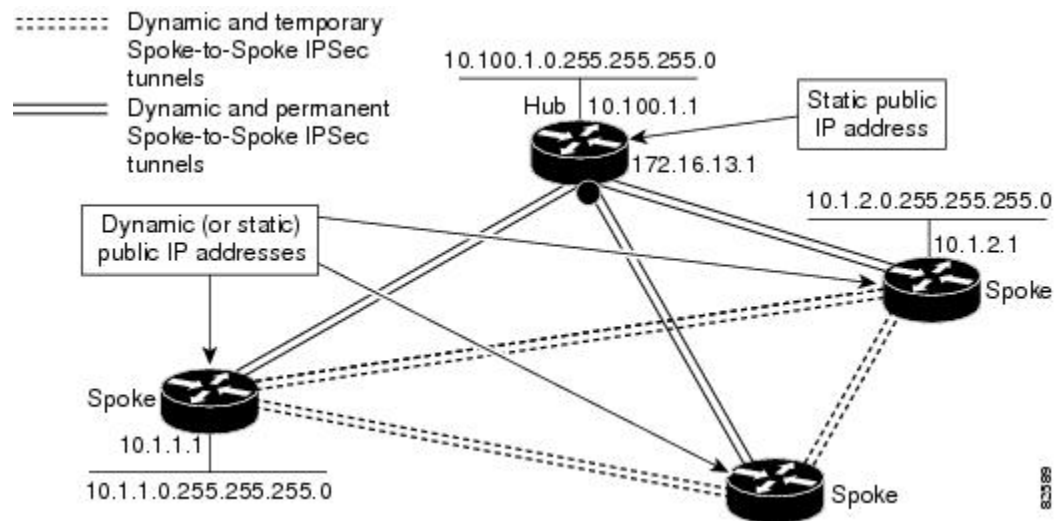 Dynamic and temporary
Spoke-to-Spoke IPSec
tunnels
Dynamic and permanent
Spoke-to-Spoke IPSec
tunnels
10.100.1.0.255.255.255.0
Hub
10.100.1.1
Static public
IP address
172.16.13.1
10.1.2.0.255.255.255.0
Dynamic (or static)
public IP addresses
10.1.2.1
Spoke
Spoke
10.1.1.1
10.1.1.0.255.255.255.0
Spoke
82589